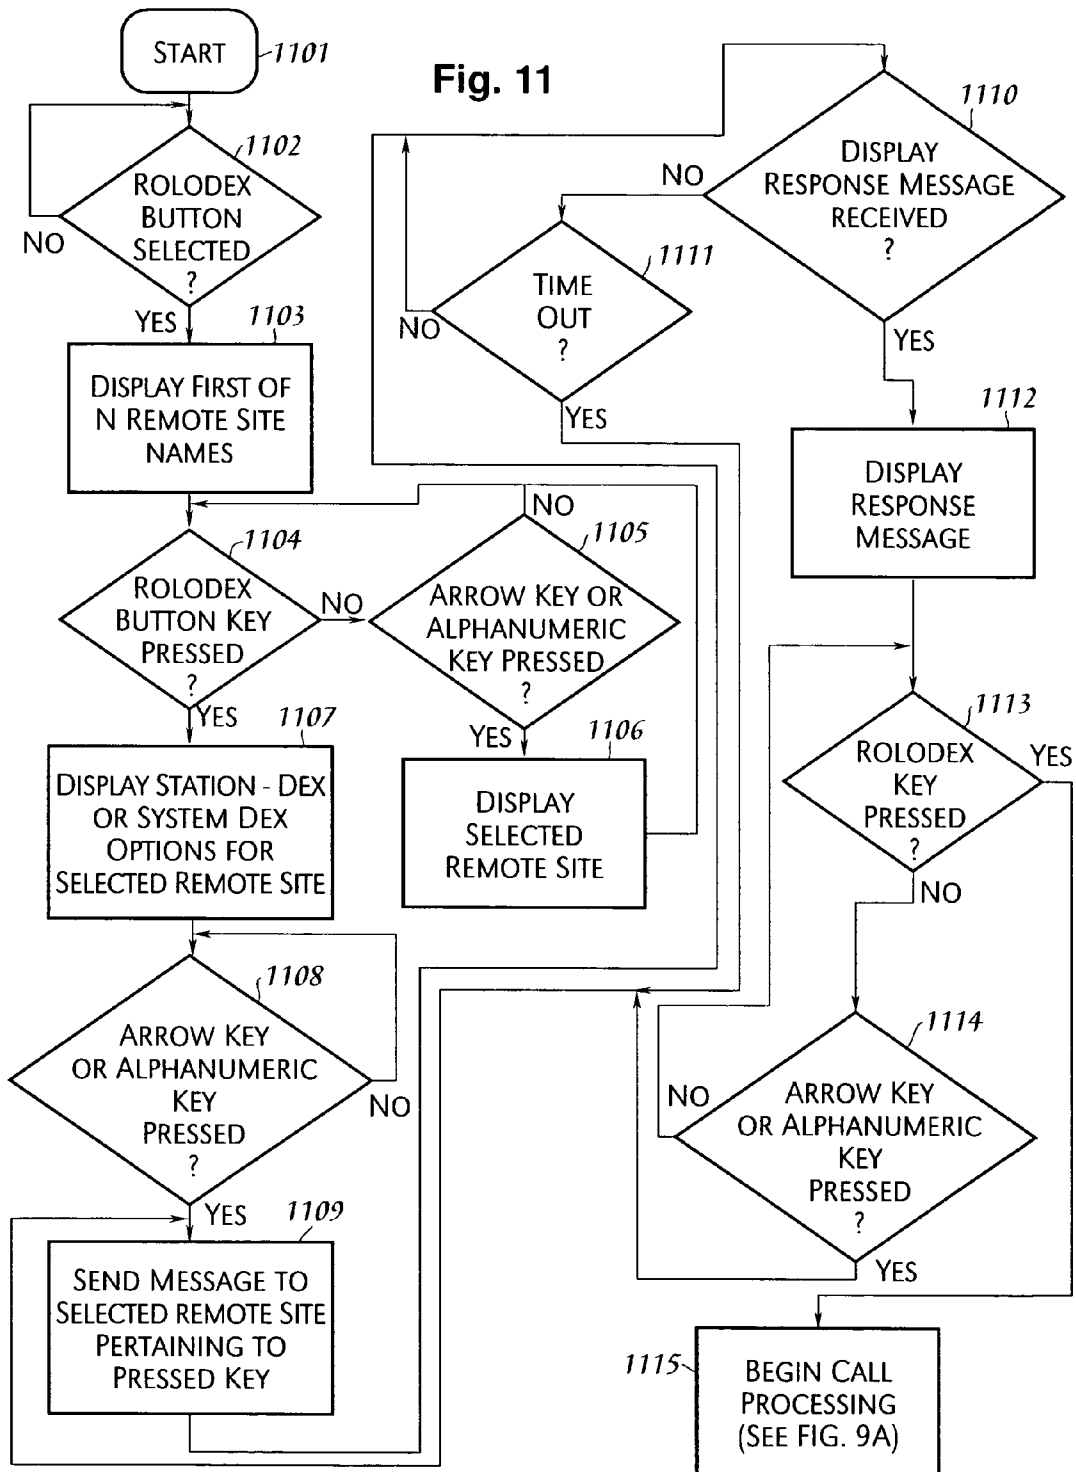 Fig. 11
START
1101
1102
ROLODEX
BUTTON
SELECTED
?
NO
YES
1103
DISPLAY FIRST OF
N REMOTE SITE
NAMES
1104
ROLODEX
BUTTON KEY
PRESSED
?
NO
YES
1105
ARROW KEY OR
ALPHANUMERIC
KEY PRESSED
?
NO
YES
1106
DISPLAY
SELECTED
REMOTE SITE
1107
DISPLAY STATION - DEX
OR SYSTEM DEX
OPTIONS FOR
SELECTED REMOTE SITE
1108
ARROW KEY
OR ALPHANUMERIC
KEY
PRESSED
?
NO
YES
1109
SEND MESSAGE TO
SELECTED REMOTE SITE
PERTAINING TO
PRESSED KEY
1110
DISPLAY
RESPONSE MESSAGE
RECEIVED
?
NO
YES
1111
TIME
OUT
?
NO
YES
1112
DISPLAY
RESPONSE
MESSAGE
1113
ROLODEX
KEY
PRESSED
?
YES
NO
1114
ARROW KEY
OR ALPHANUMERIC
KEY
PRESSED
?
NO
YES
1115
BEGIN CALL
PROCESSING
(SEE FIG. 9A)